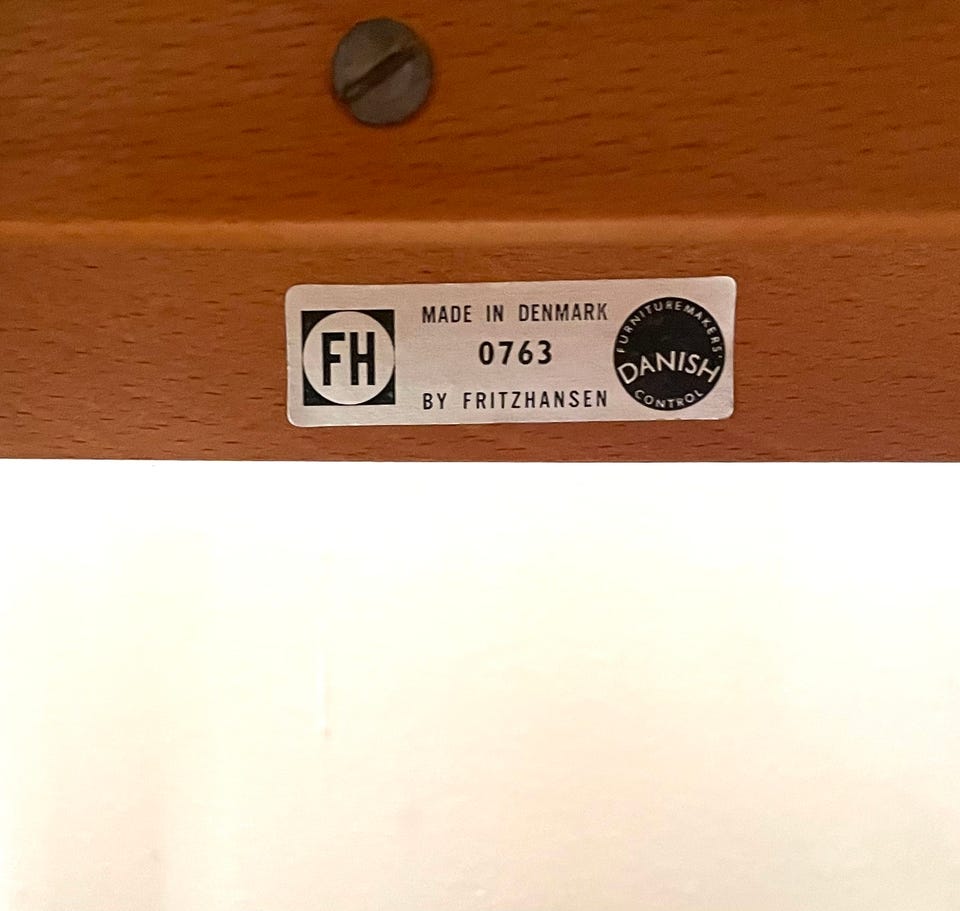 FH
MADE IN DENMARK
0763
BY FRITZHANSEN
FURNITUREMAKERS'
DANISH
CONTROL